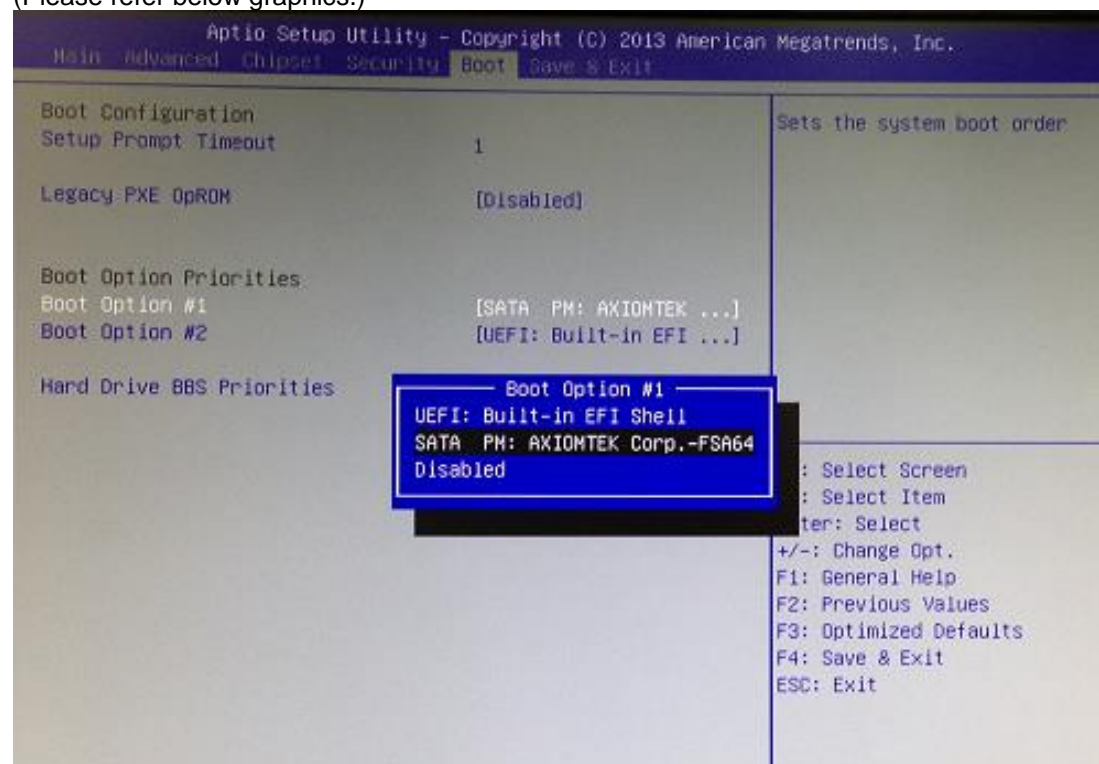 (Please refer below graphics.)
Aptio Setup Utility – Copyright (C) 2013 American Megatrends, Inc.
Main Advanced Chipset Security Boot Save & Exit
Boot Configuration
Setup Prompt Timeout 1
Legacy PXE OpROM [Disabled]
Boot Option Priorities
Boot Option #1 [SATA PM: AXIOMTEK ...]
Boot Option #2 [UEFI: Built-in EFI ...]
Hard Drive BBS Priorities
Boot Option #1
UEFI: Built-in EFI Shell
SATA PM: AXIOMTEK Corp.-FSA64
Disabled
Sets the system boot order
: Select Screen
: Select Item
ter: Select
+/-: Change Opt.
F1: General Help
F2: Previous Values
F3: Optimized Defaults
F4: Save & Exit
ESC: Exit